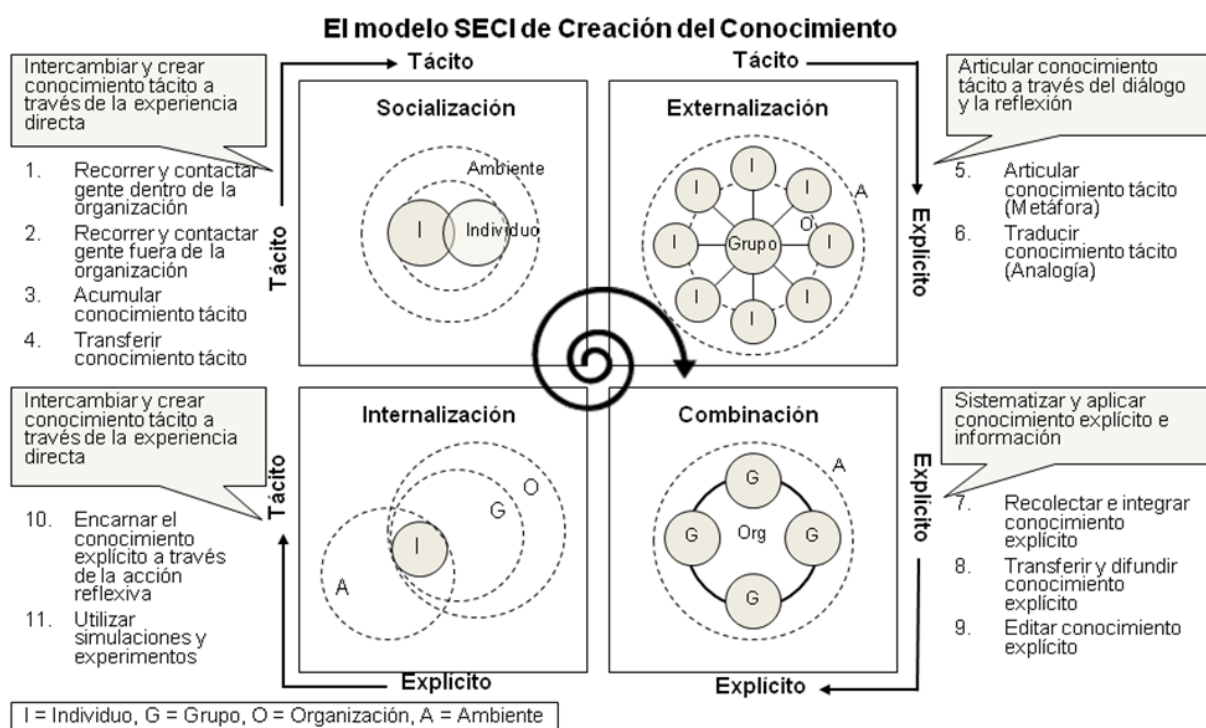 El modelo SECI de Creación del Conocimiento
Intercambiar y crear
conocimiento tácito a
través de la experiencia
directa
1. Recorrer y contactar
gente dentro de la
organización
2. Recorrer y contactar
gente fuera de la
organización
3. Acumular
conocimiento tácito
4. Transferir
conocimiento tácito
Tácito
Tácito
Socialización
Ambiente
I
Individuo
Tácito
Explícito
Externalización
I
I
I
I
I
I
I
I
Grupo
O
A
Articular conocimiento
tácito a través del diálogo
y la reflexión
5. Articular
conocimiento tácito
(Metáfora)
6. Traducir
conocimiento tácito
(Analogía)
Intercambiar y crear
conocimiento tácito a
través de la experiencia
directa
10. Encarnar el
conocimiento
explícito a través
de la acción
reflexiva
11. Utilizar
simulaciones y
experimentos
Tácito
Explícito
Internalización
O
G
I
A
Combinación
A
G
G
Org
G
G
Explícito
Explícito
Sistematizar y aplicar
conocimiento explícito e
información
7. Recolectar e integrar
conocimiento
explícito
8. Transferir y difundir
conocimiento
explícito
9. Editar conocimiento
explícito
I = Individuo, G = Grupo, O = Organización, A = Ambiente